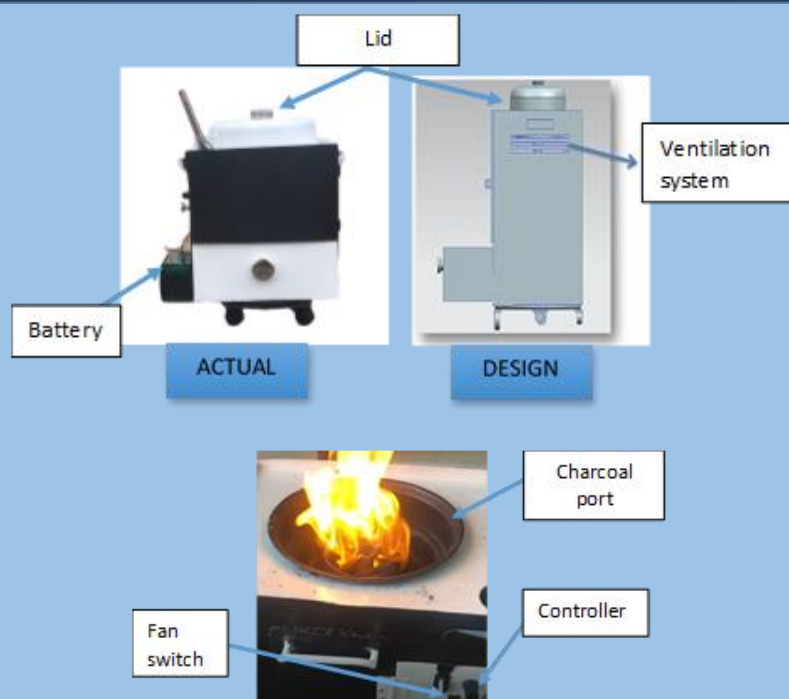 Lid
Ventilation
system
Battery
ACTUAL
DESIGN
Charcoal
port
Controller
Fan
switch